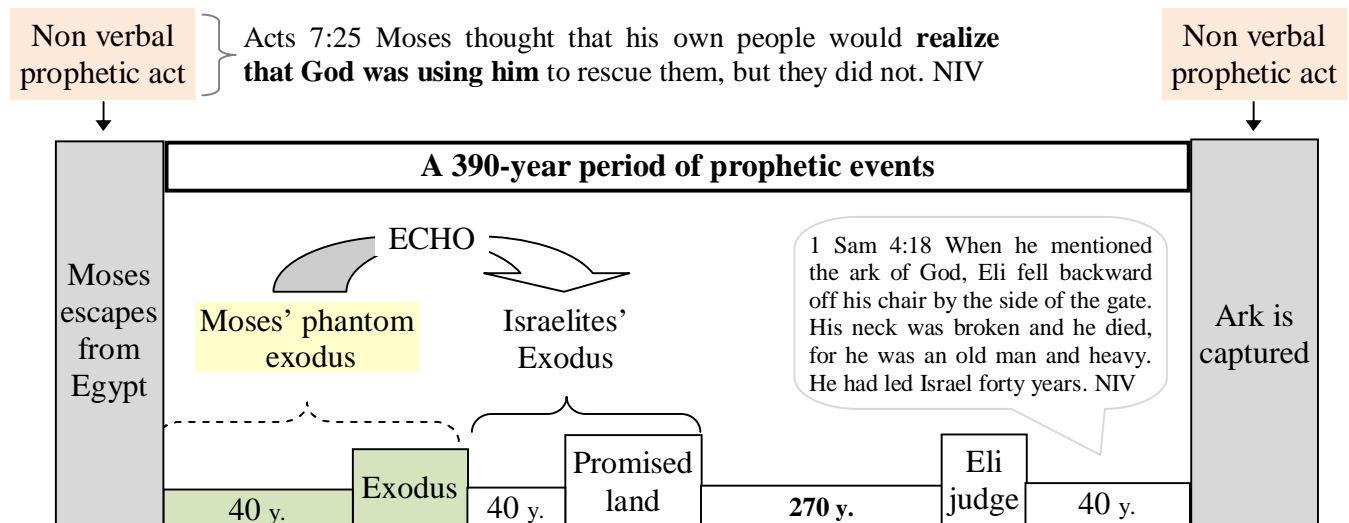 Non verbal
prophetic act
Acts 7:25 Moses thought that his own people would realize
that God was using him to rescue them, but they did not. NIV
Non verbal
prophetic act
A 390-year period of prophetic events
Moses
escapes
from
Egypt
ECHO
Moses’ phantom
exodus
Israelites’
Exodus
1 Sam 4:18 When he mentioned
the ark of God, Eli fell backward
off his chair by the side of the gate.
His neck was broken and he died,
for he was an old man and heavy.
He had led Israel forty years. NIV
Ark is
captured
40 y.
Exodus
40 y.
Promised
land
270 y.
Eli
judge
40 y.